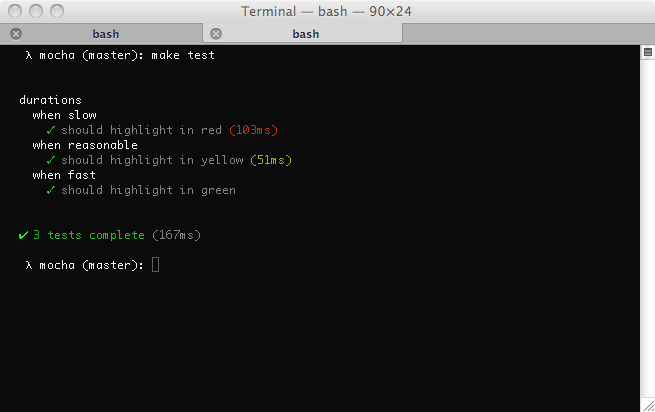 Terminal — bash — 90×24
bash bash
λ mocha (master): make test
durations
when slow
✓ should highlight in red (103ms)
when reasonable
✓ should highlight in yellow (51ms)
when fast
✓ should highlight in green
✔ 3 tests complete (167ms)
λ mocha (master):